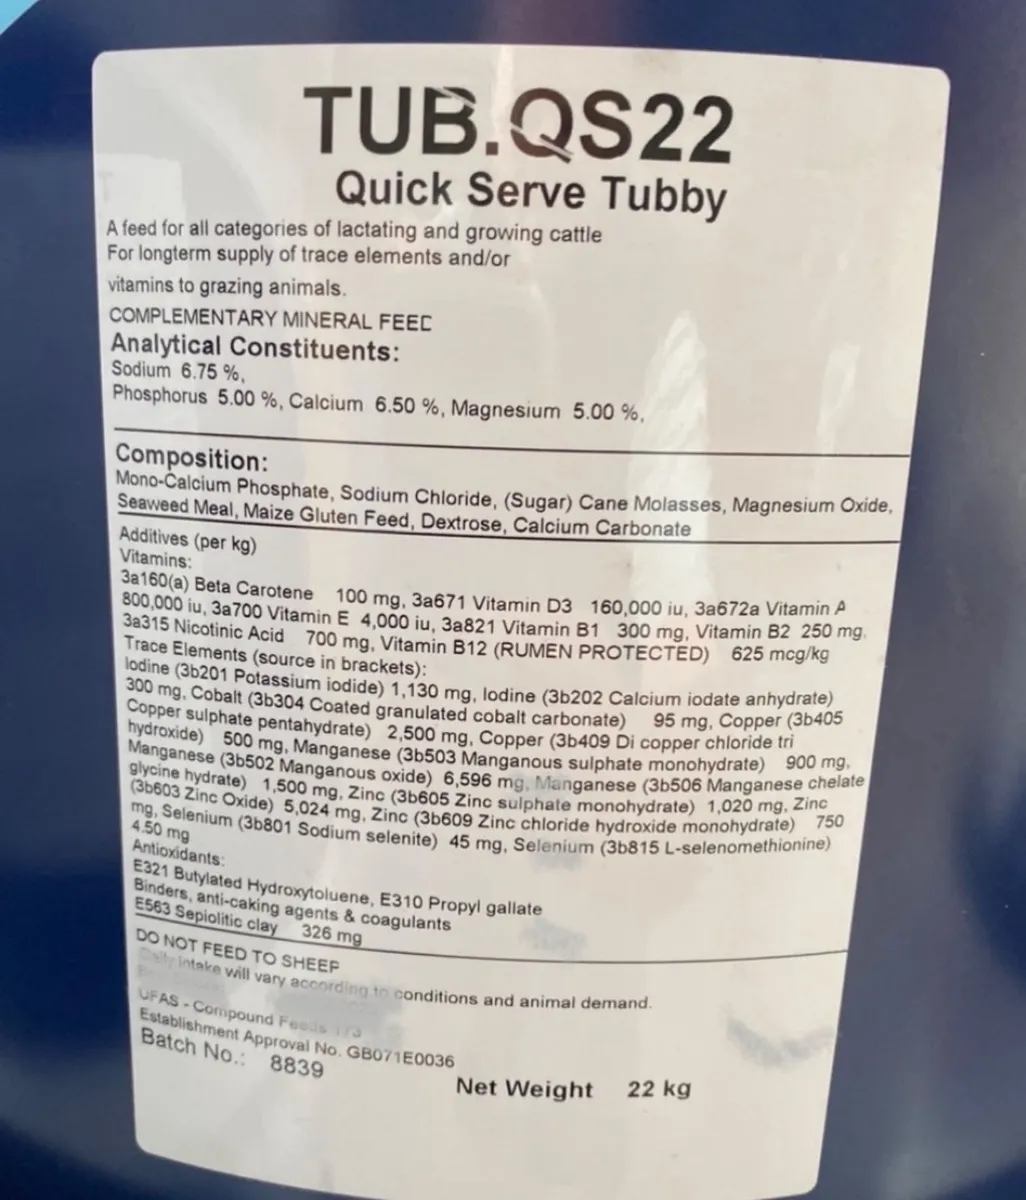 TUB.QS22
Quick Serve Tubby
A feed for all categories of lactating and growing cattle
For longterm supply of trace elements and/or
vitamins to grazing animals.
COMPLEMENTARY MINERAL FEED
Analytical Constituents:
Sodium 6.75 %,
Phosphorus 5.00 %, Calcium 6.50 %, Magnesium 5.00 %,
Composition:
Mono-Calcium Phosphate, Sodium Chloride, (Sugar) Cane Molasses, Magnesium Oxide,
Seaweed Meal, Maize Gluten Feed, Dextrose, Calcium Carbonate
Additives (per kg)
Vitamins:
3a160(a) Beta Carotene 100 mg, 3a671 Vitamin D3 160,000 iu, 3a672a Vitamin A
800,000 iu, 3a700 Vitamin E 4,000 iu, 3a821 Vitamin B1 300 mg, Vitamin B2 250 mg,
3a315 Nicotinic Acid 700 mg, Vitamin B12 (RUMEN PROTECTED) 625 mcg/kg
Trace Elements (source in brackets):
Iodine (3b201 Potassium iodide) 1,130 mg, Iodine (3b202 Calcium iodate anhydrate)
300 mg, Cobalt (3b304 Coated granulated cobalt carbonate) 95 mg, Copper (3b405
Copper sulphate pentahydrate) 2,500 mg, Copper (3b409 Di copper chloride tri
hydroxide) 500 mg, Manganese (3b503 Manganous sulphate monohydrate) 900 mg,
Manganese (3b502 Manganous oxide) 6,596 mg, Manganese (3b506 Manganese chelate
glycine hydrate) 1,500 mg, Zinc (3b605 Zinc sulphate monohydrate) 1,020 mg, Zinc
(3b603 Zinc Oxide) 5,024 mg, Zinc (3b609 Zinc chloride hydroxide monohydrate) 750
mg, Selenium (3b801 Sodium selenite) 45 mg, Selenium (3b815 L-selenomethionine)
4.50 mg
Antioxidants:
E321 Butylated Hydroxytoluene, E310 Propyl gallate
Binders, anti-caking agents & coagulants
E563 Sepiolitic clay 326 mg
DO NOT FEED TO SHEEP
Daily intake will vary according to conditions and animal demand.
UFAS - Compound Feeds 173
Establishment Approval No. GB071E0036
Batch No.: 8839
Net Weight 22 kg